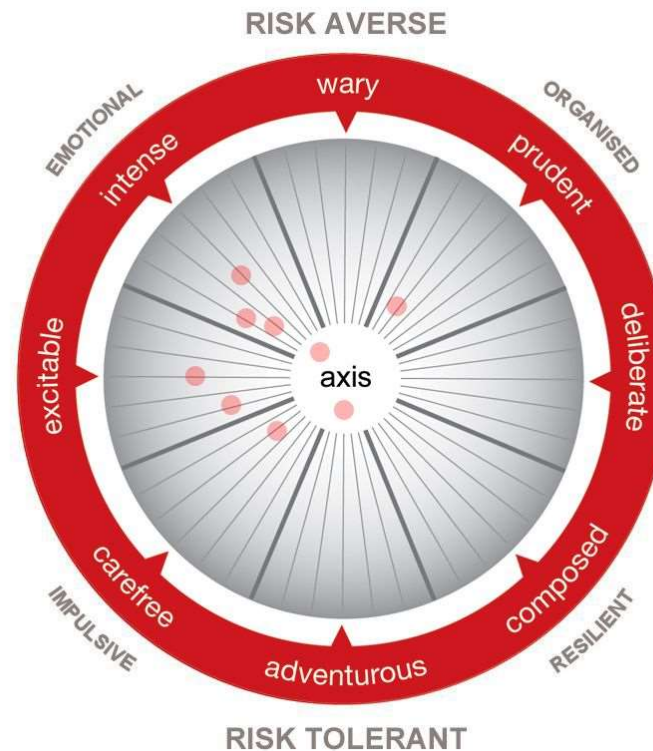 RISK AVERSE
wary
EMOTIONAL
ORGANISED
intense
prudent
excitable
axis
deliberate
carefree
composed
IMPULSIVE
RESILIENT
adventurous
RISK TOLERANT